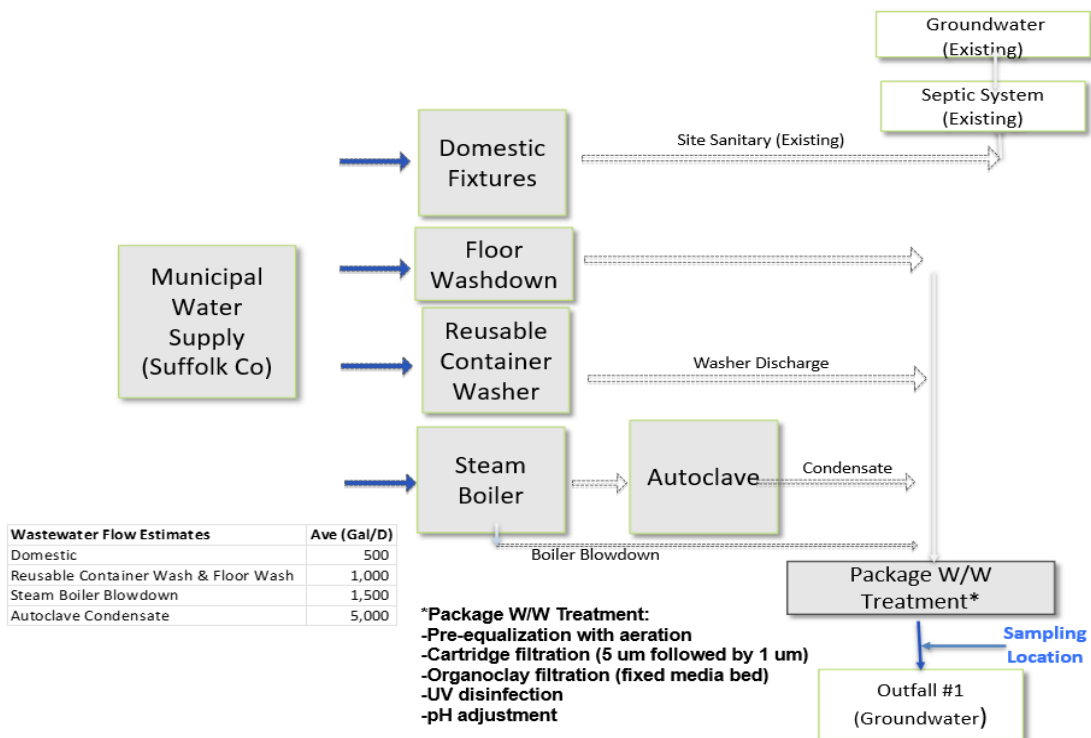 Groundwater
(Existing)
Septic System
(Existing)
Domestic
Fixtures
Site Sanitary (Existing)
Floor
Washdown
Municipal
Water
Supply
(Suffolk Co)
Reusable
Container
Washer
Washer Discharge
Steam
Boiler
Autoclave
Condensate
Boiler Blowdown
Wastewater Flow Estimates Ave (Gal/D)
Domestic 500
Reusable Container Wash & Floor Wash 1,000
Steam Boiler Blowdown 1,500
Autoclave Condensate 5,000
Package W/W
Treatment*
*Package W/W Treatment:
-Pre-equalization with aeration
-Cartridge filtration (5 um followed by 1 um)
-Organoclay filtration (fixed media bed)
-UV disinfection
-pH adjustment
Sampling
Location
Outfall #1
(Groundwater)